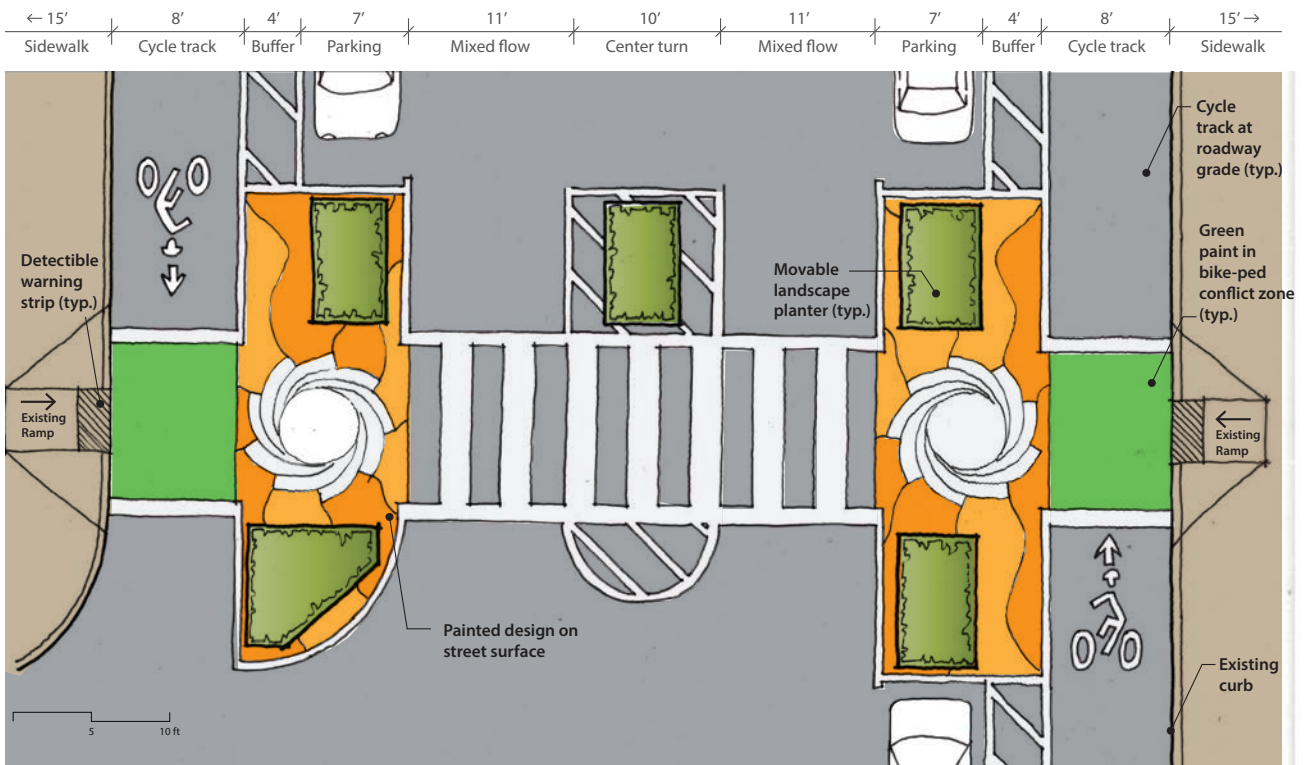 ← 15′ 8′ 4′ 7′ 11′ 10′ 11′ 7′ 4′ 8′ 15′ →
Sidewalk Cycle track Buffer Parking Mixed flow Center turn Mixed flow Parking Buffer Cycle track Sidewalk
Cycle
track at
roadway
grade (typ.)
Green
paint in
bike-ped
conflict zone
(typ.)
Detectible
warning
strip (typ.)
Movable
landscape
planter (typ.)
Existing
Ramp
Existing
Ramp
Painted design on
street surface
Existing
curb
5 10 ft